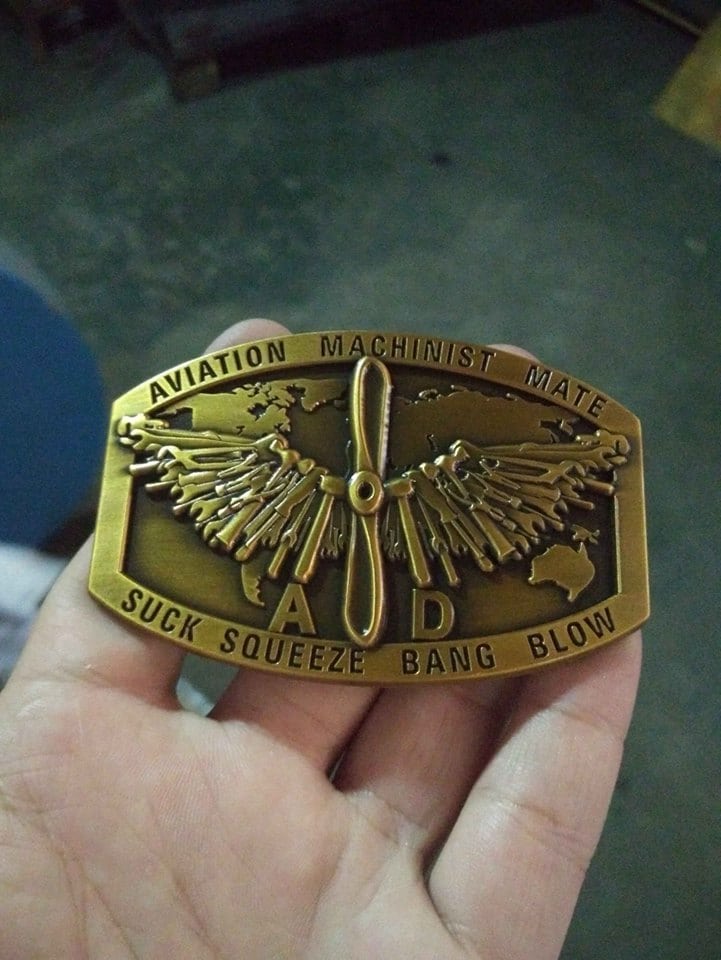 AVIATION MACHINIST MATE
A D
SUCK SQUEEZE BANG BLOW